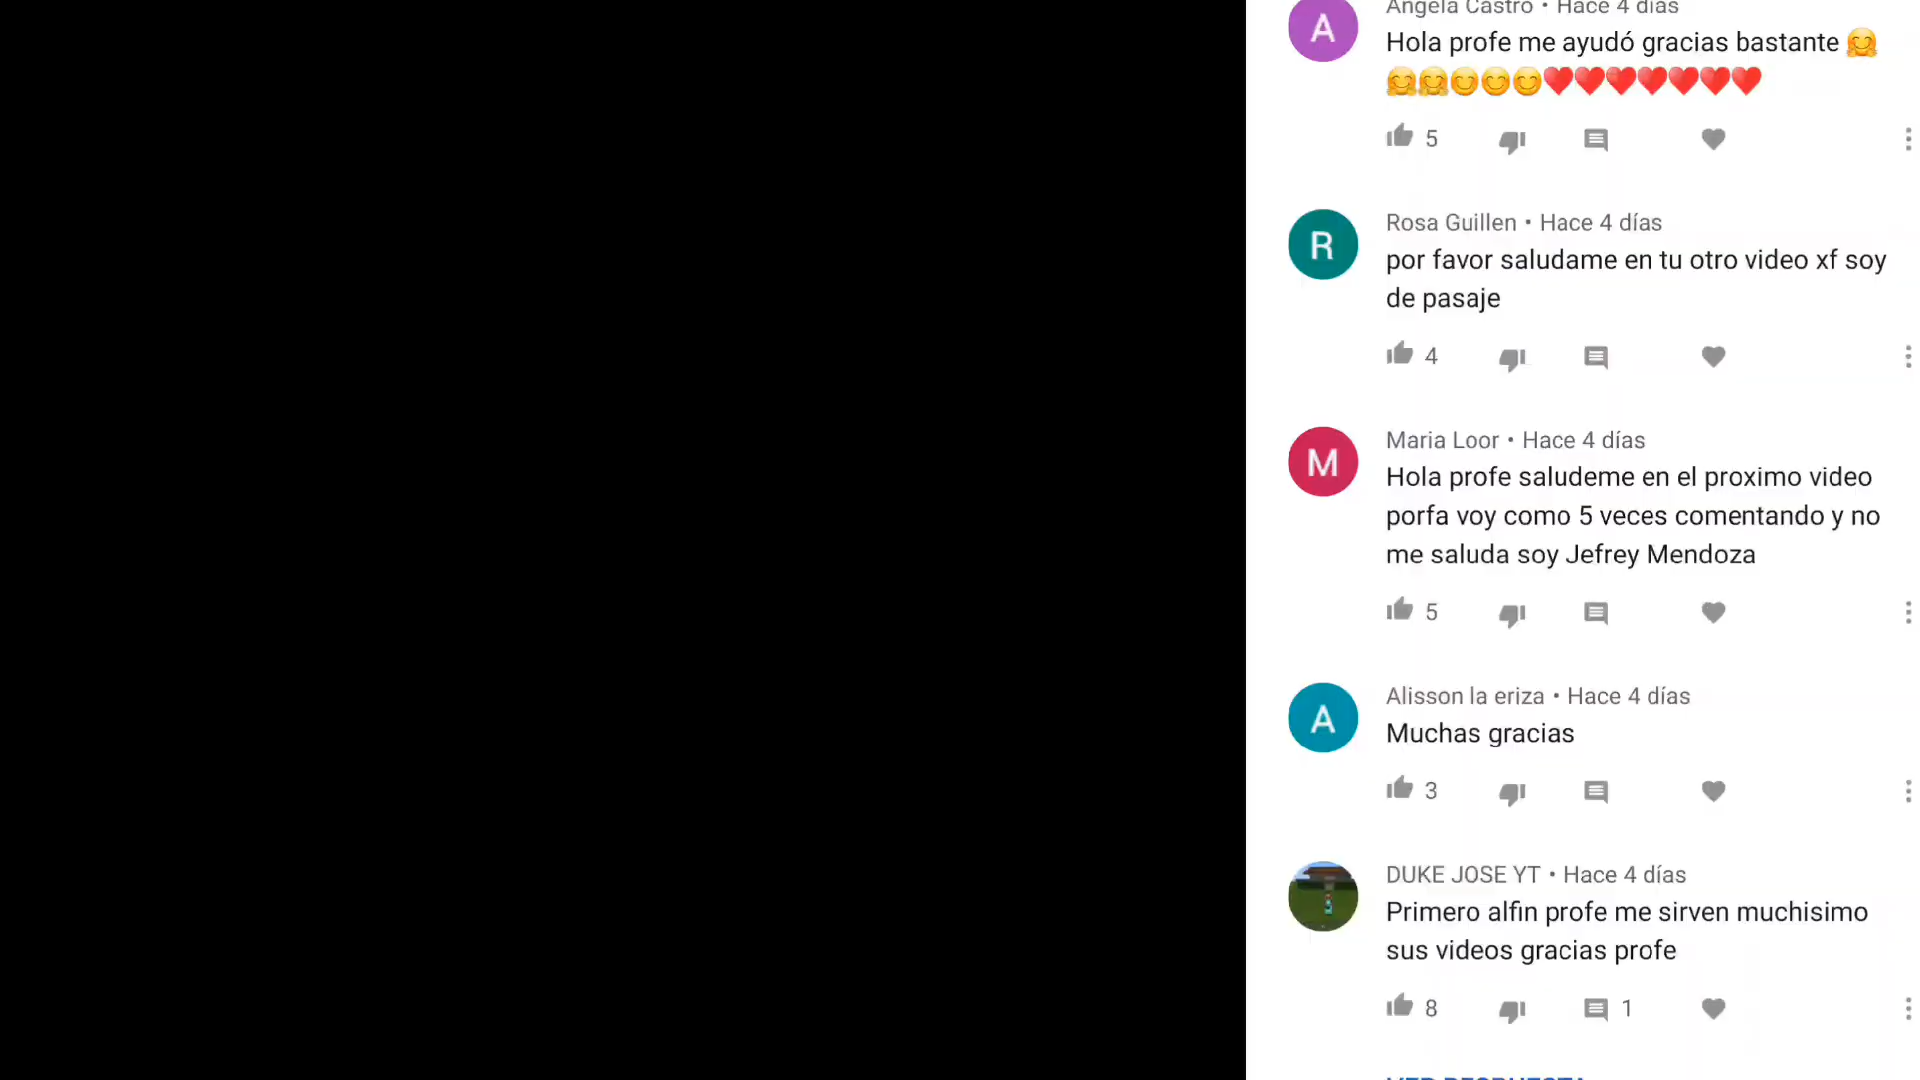 Angela Castro • Hace 4 días
Hola profe me ayudó gracias bastante 🤗
🤗🤗😊😊😊❤️❤️❤️❤️❤️❤️❤️
5
Rosa Guillen • Hace 4 días
por favor saludame en tu otro video xf soy
de pasaje
4
Maria Loor • Hace 4 días
Hola profe saludeme en el proximo video
porfa voy como 5 veces comentando y no
me saluda soy Jefrey Mendoza
5
Alisson la eriza • Hace 4 días
Muchas gracias
3
DUKE JOSE YT • Hace 4 días
Primero alfin profe me sirven muchisimo
sus videos gracias profe
8 1
A
R
M
A